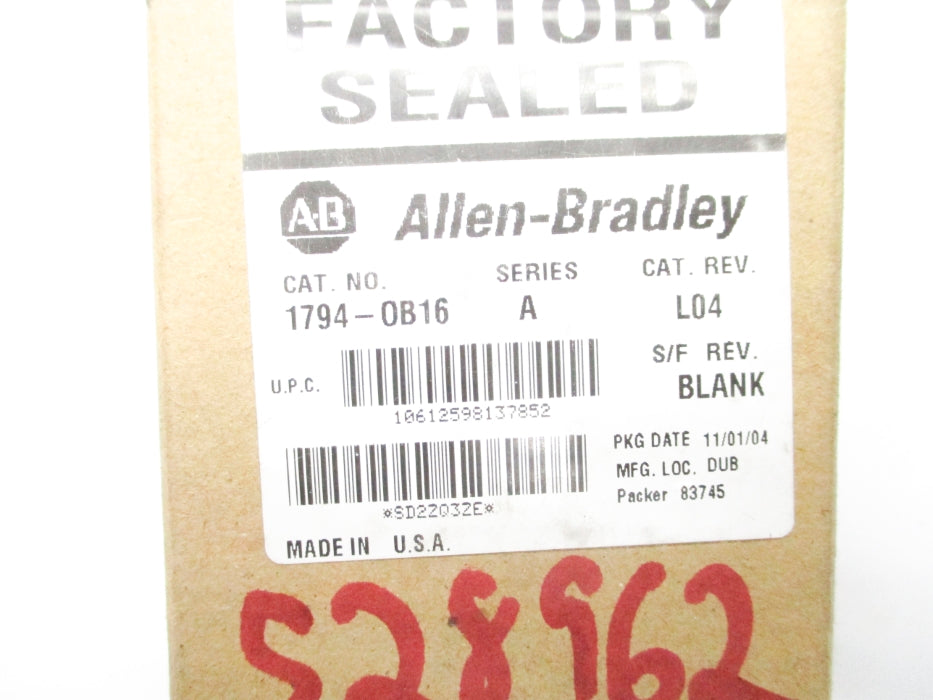 FACTORY
SEALED
A·B Allen-Bradley
CAT. NO. SERIES CAT. REV.
1794-OB16 A L04
S/F REV.
BLANK
U.P.C.
10612598137852
PKG DATE 11/01/04
MFG. LOC. DUB
Packer 83745
*SD2ZQ3ZE*
MADE IN U.S.A.
528962